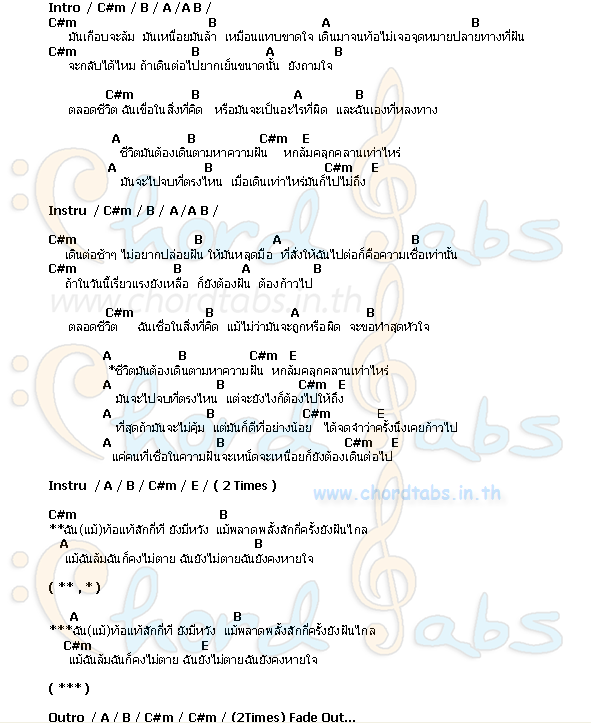 Intro / C#m / B / A /A B /
C#m B A B
มันเกือบจะล้ม มันเหนื่อยมันล้า เหมือนแทบขาดใจ เดินมาจนท้อไม่เจอจุดหมายปลายทางที่ฝัน
C#m B A B
จะกลับได้ไหม ถ้าเดินต่อไปยากเย็นขนาดนั้น ยังถามใจ
C#m B A B
ตลอดชีวิต ฉันเชื่อในสิ่งที่คิด หรือมันจะเป็นอะไรที่ผิด และฉันเองที่หลงทาง
A B C#m E
ชีวิตมันต้องเดินตามหาความฝัน หกล้มคลุกคลานเท่าไหร่
A B C#m E
มันจะไปจบที่ตรงไหน เมื่อเดินเท่าไหร่มันก็ไปไม่ถึง
Instru / C#m / B / A /A B /
C#m B A B
เดินต่อช้าๆ ไม่อยากปล่อยฝัน ให้มันหลุดมือ ที่สั่งให้ฉันไปต่อก็คือความเชื่อเท่านั้น
C#m B A B
ถ้าในวันนี้เรี่ยวแรงยังเหลือ ก็ยังต้องฝัน ต้องก้าวไป
www.chordtabs.in.th
C#m B A B
ตลอดชีวิต ฉันเชื่อในสิ่งที่คิด แม้ไม่ว่ามันจะถูกหรือผิด จะขอทำสุดหัวใจ
A B C#m E
*ชีวิตมันต้องเดินตามหาความฝัน หกล้มคลุกคลานเท่าไหร่
A B C#m E
มันจะไปจบที่ตรงไหน แต่จะยังไงก็ต้องไปให้ถึง
A B C#m E
ที่สุดถ้ามันจะไม่คุ้ม แต่มันก็ดีที่อย่างน้อย ได้จดจำว่าครั้งนึงเคยก้าวไป
A B C#m E
แค่คนที่เชื่อในความฝันจะเหน็ดจะเหนื่อยก็ยังต้องเดินต่อไป
Instru / A / B / C#m / E / ( 2 Times )
www.chordtabs.in.th
C#m B
**ฉัน(แม้)ท้อแท้สักกี่ที ยังมีหวัง แม้พลาดพลั้งสักกี่ครั้งยังฝันไกล
A B
แม้ฉันล้มฉันก็คงไม่ตาย ฉันยังไม่ตายฉันยังคงหายใจ
( ** , * )
A B
***ฉัน(แม้)ท้อแท้สักกี่ที ยังมีหวัง แม้พลาดพลั้งสักกี่ครั้งยังฝันไกล
C#m E
แม้ฉันล้มฉันก็คงไม่ตาย ฉันยังไม่ตายฉันยังคงหายใจ
( *** )
Outro / A / B / C#m / C#m / (2Times) Fade Out...